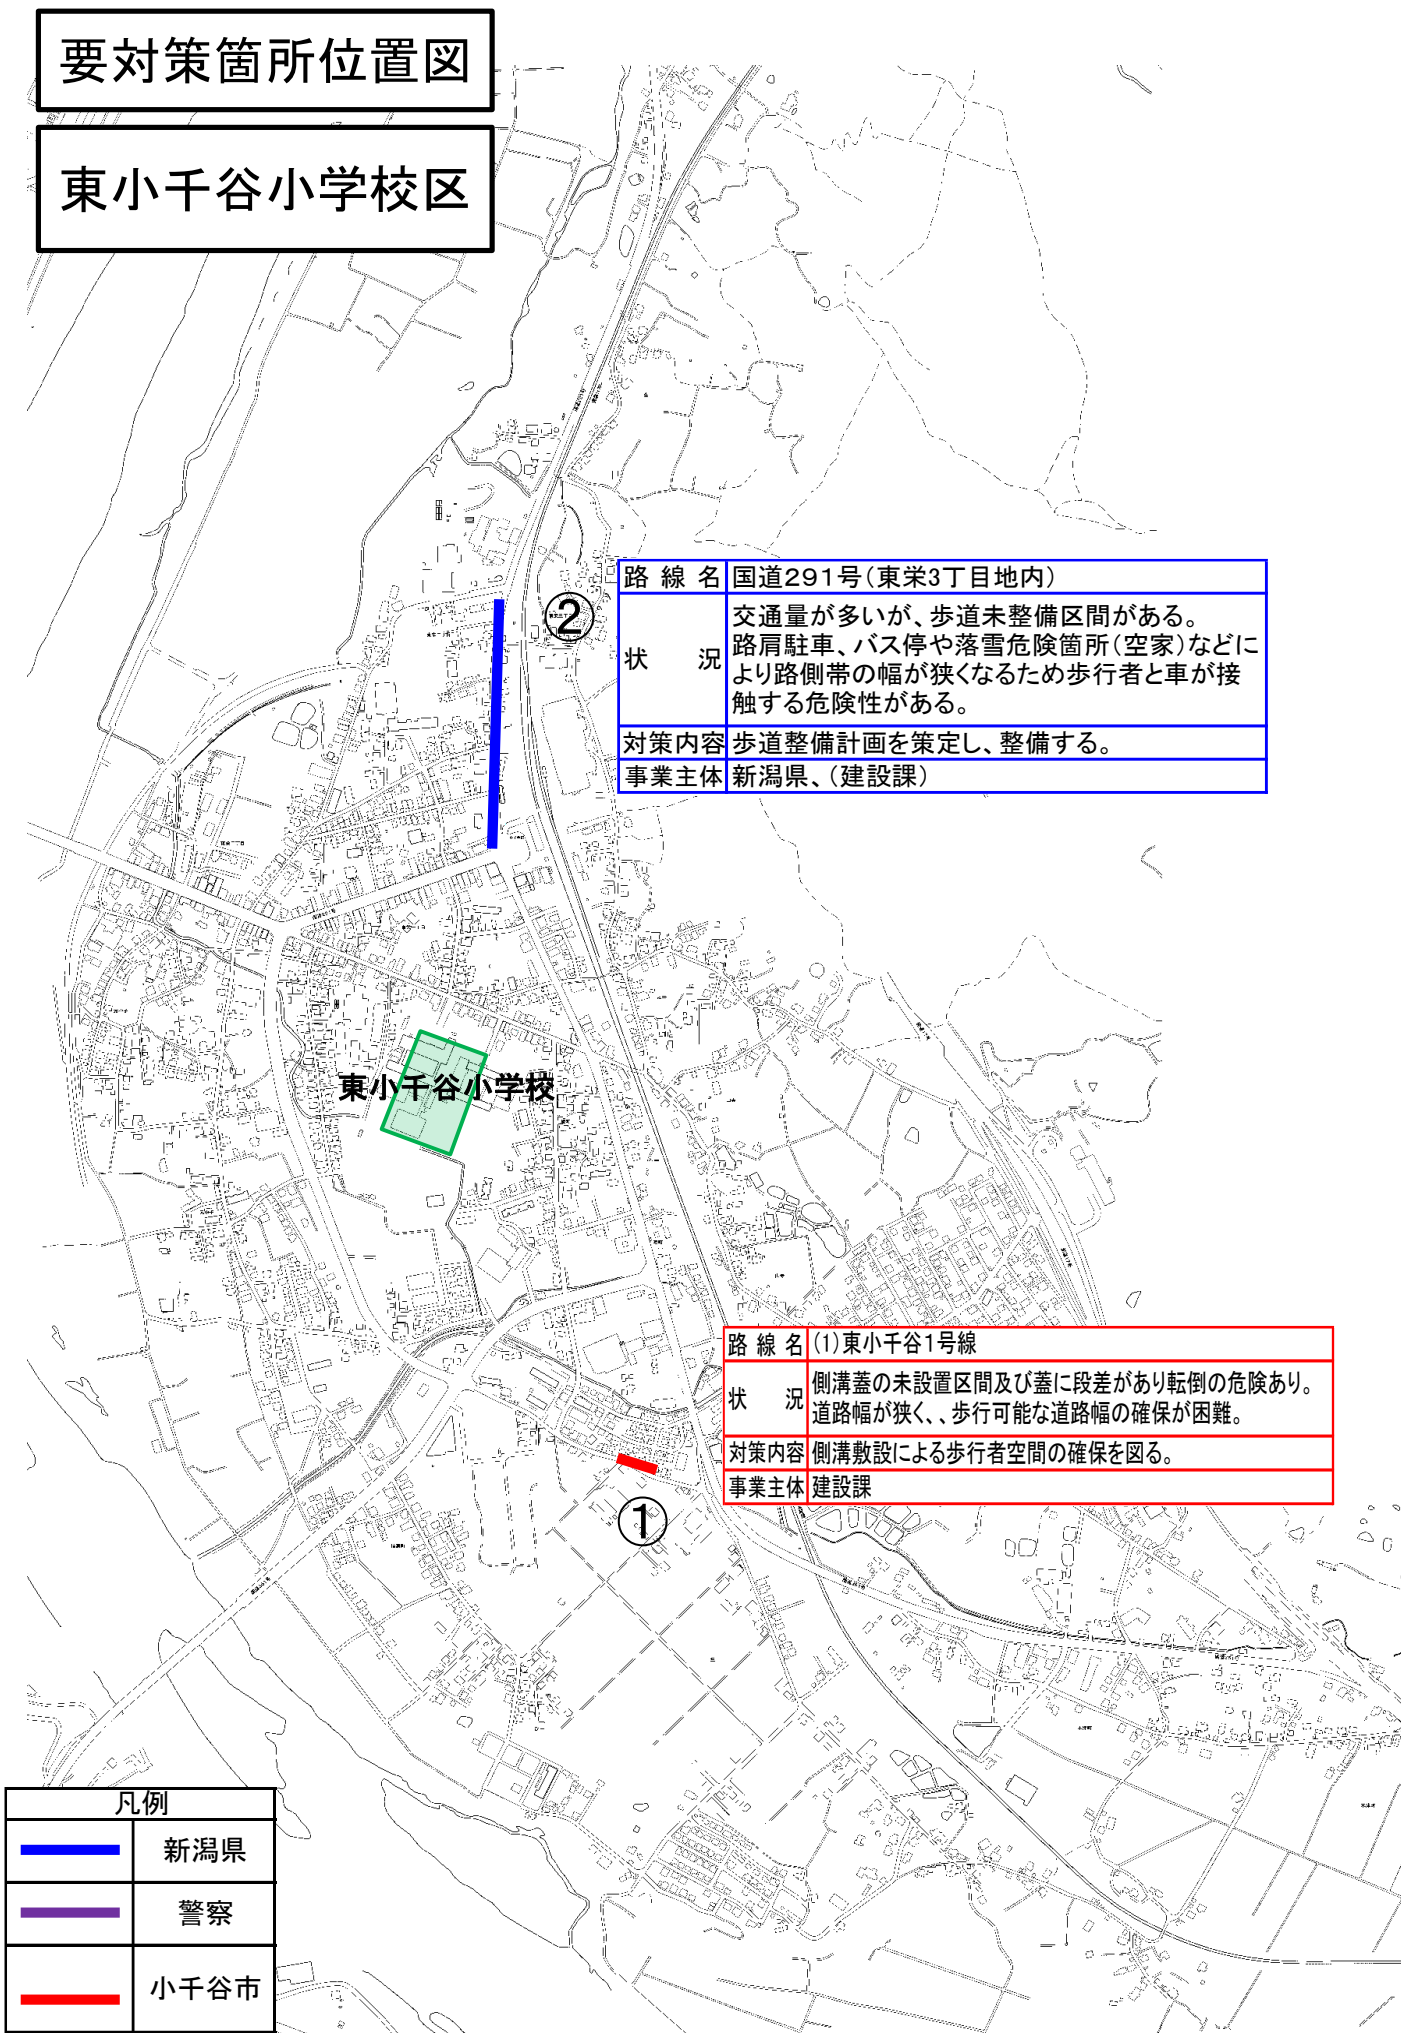 要対策箇所位置図
東小千谷小学校区
②
路線名 国道291号(東栄3丁目地内)
状況 交通量が多いが、歩道未整備区間がある。
路肩駐車、バス停や落雪危険箇所(空家)などに
より路側帯の幅が狭くなるため歩行者と車が接
触する危険性がある。
対策内容 歩道整備計画を策定し、整備する。
事業主体 新潟県、(建設課)
東小千谷小学校
路線名 (1)東小千谷1号線
状況 側溝蓋の未設置区間及び蓋に段差があり転倒の危険あり。
道路幅が狭く、、歩行可能な道路幅の確保が困難。
対策内容 側溝敷設による歩行者空間の確保を図る。
事業主体 建設課
①
凡例
新潟県
警察
小千谷市